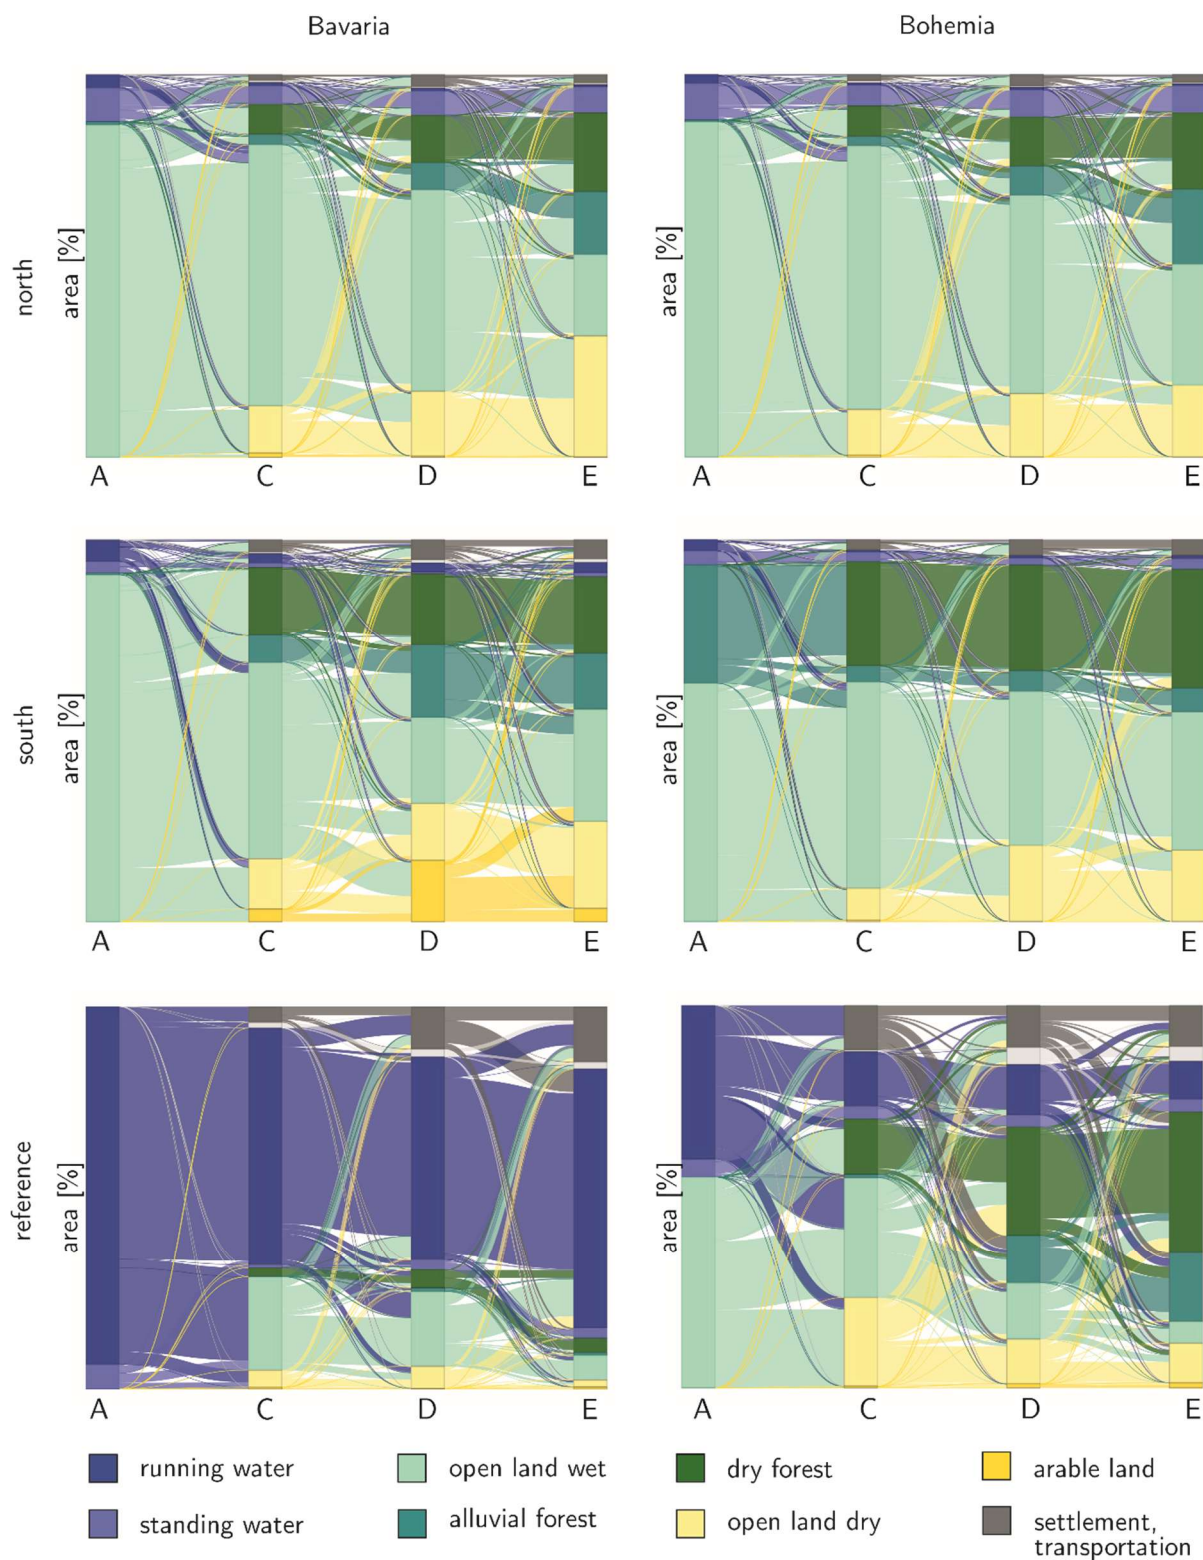 Bavaria Bohemia
north
area [%] area [%]
A C D E A C D E
south
area [%] area [%]
A C D E A C D E
reference
area [%] area [%]
A C D E A C D E
running water open land wet dry forest arable land
standing water alluvial forest open land dry settlement,
transportation